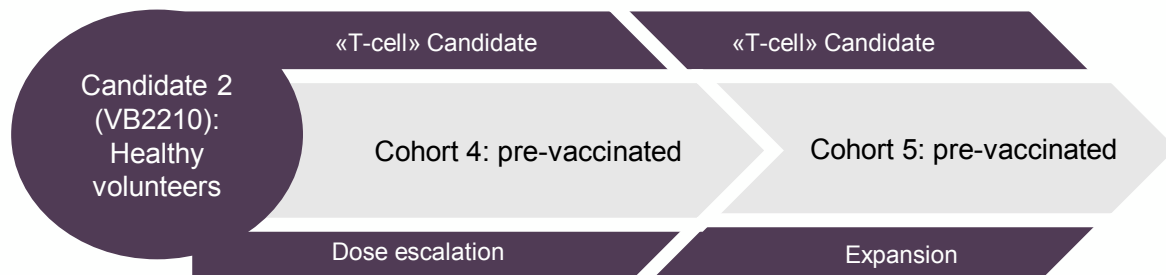 «T-cell» Candidate
«T-cell» Candidate
Candidate 2
(VB2210):
Healthy
volunteers
Cohort 4: pre-vaccinated
Cohort 5: pre-vaccinated
Dose escalation
Expansion